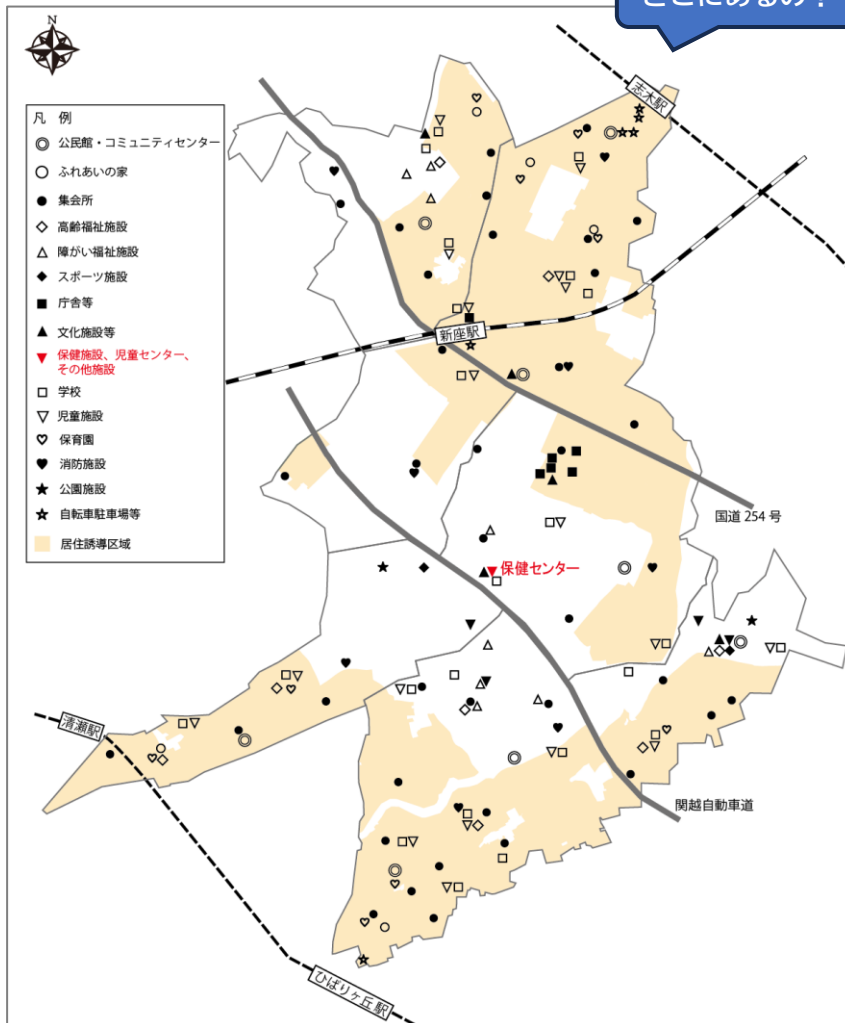 どこにあるの？
N
志木駅
凡 例
公民館・コミュニティセンター
ふれあいの家
集会所
高齢福祉施設
障がい福祉施設
スポーツ施設
庁舎等
文化施設等
保健施設、児童センター、
その他施設
学校
児童施設
保育園
消防施設
公園施設
自転車駐車場等
居住誘導区域
新座駅
国道 254 号
保健センター
清瀬駅
関越自動車道
ひばりヶ丘駅